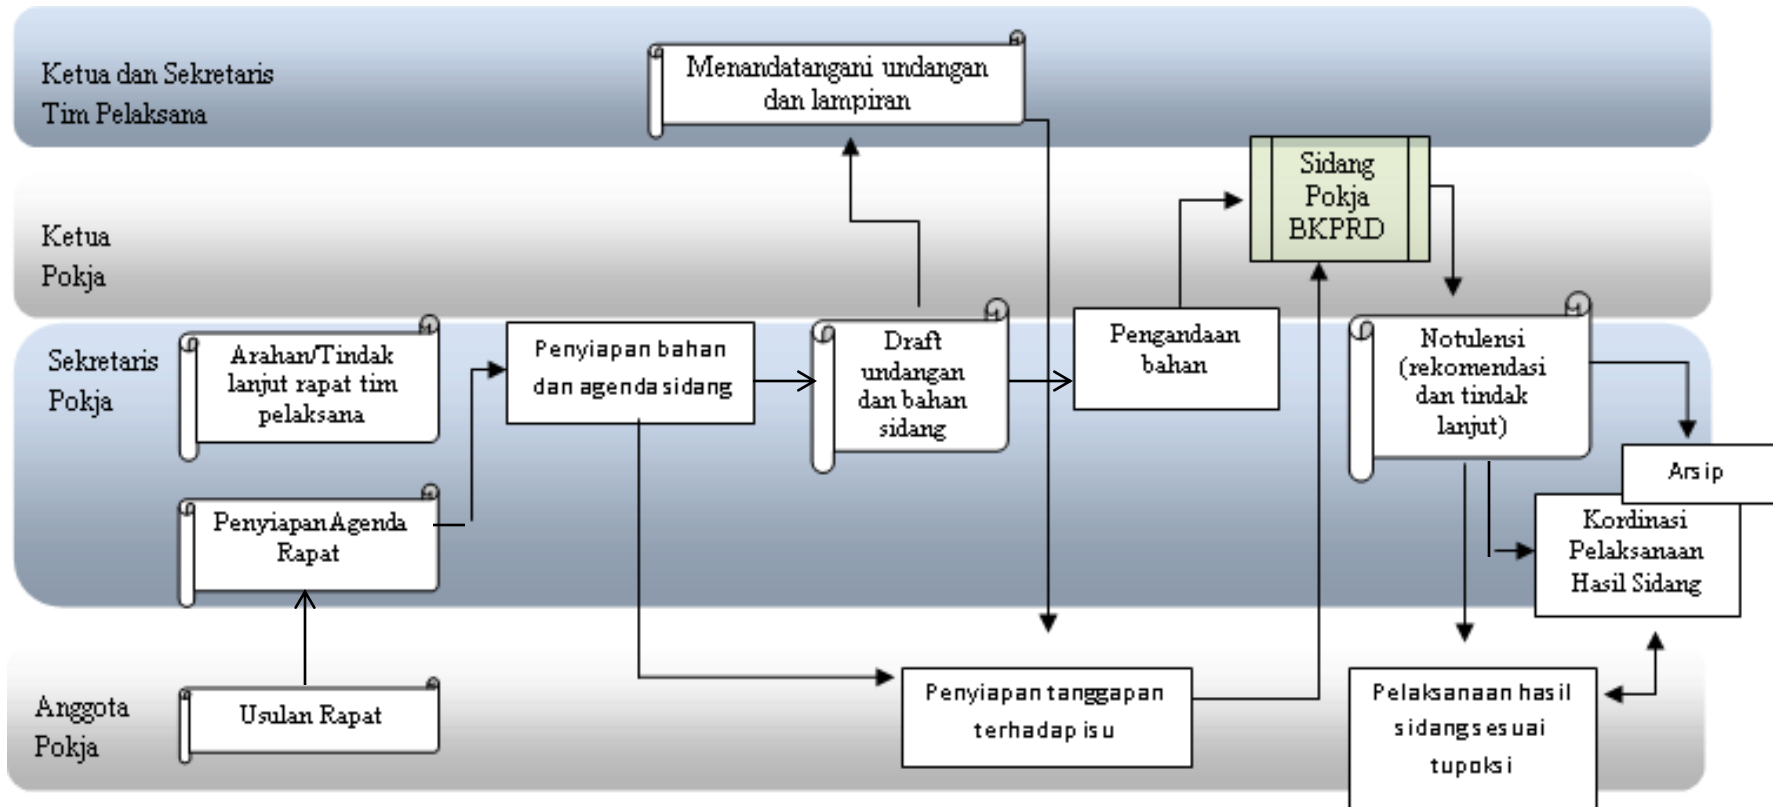 Ketua dan Sekretaris
Tim Pelaksana
Menandatangani undangan
dan lampiran
Ketua
Pokja
Sidang
Pokja
BKPRD
Sekretaris
Pokja
Arahan/Tindak
lanjut rapat tim
pelaksana
Penyiapan bahan
dan agenda sidang
Draft
undangan
dan bahan
sidang
Pengandaan
bahan
Notulensi
(rekomendasi
dan tindak
lanjut)
Arsip
Penyiapan Agenda
Rapat
Kordinasi
Pelaksanaan
Hasil Sidang
Anggota
Pokja
Usulan Rapat
Penyiapan tanggapan
terhadap isu
Pelaksanaan hasil
sidang sesuai
tupoksi